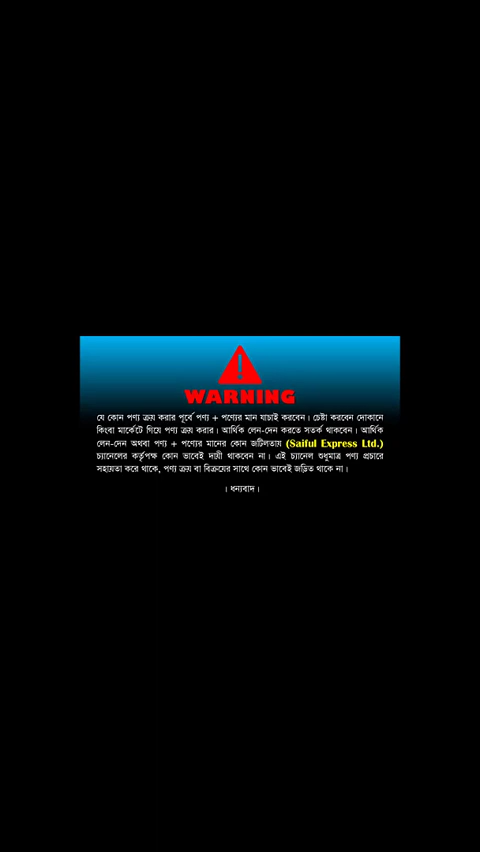 WARNING
যে কোন পণ্য ক্রয় করার পূর্বে পণ্য + পণ্যের মান যাচাই করবেন। চেষ্টা করবেন দোকানে
কিংবা মার্কেটে গিয়ে পণ্য ক্রয় করার। আর্থিক লেন-দেন করতে সতর্ক থাকবেন। আর্থিক
লেন-দেন অথবা পণ্য + পণ্যের মানের কোন জটিলতায় (Saiful Express Ltd.)
চ্যানেলের কর্তৃপক্ষ কোন ভাবেই দায়ী থাকবেন না। এই চ্যানেল শুধুমাত্র পণ্য প্রচারে
সহায়তা করে থাকে, পণ্য ক্রয় বা বিক্রয়ের সাথে কোন ভাবেই জড়িত থাকে না।
। ধন্যবাদ।